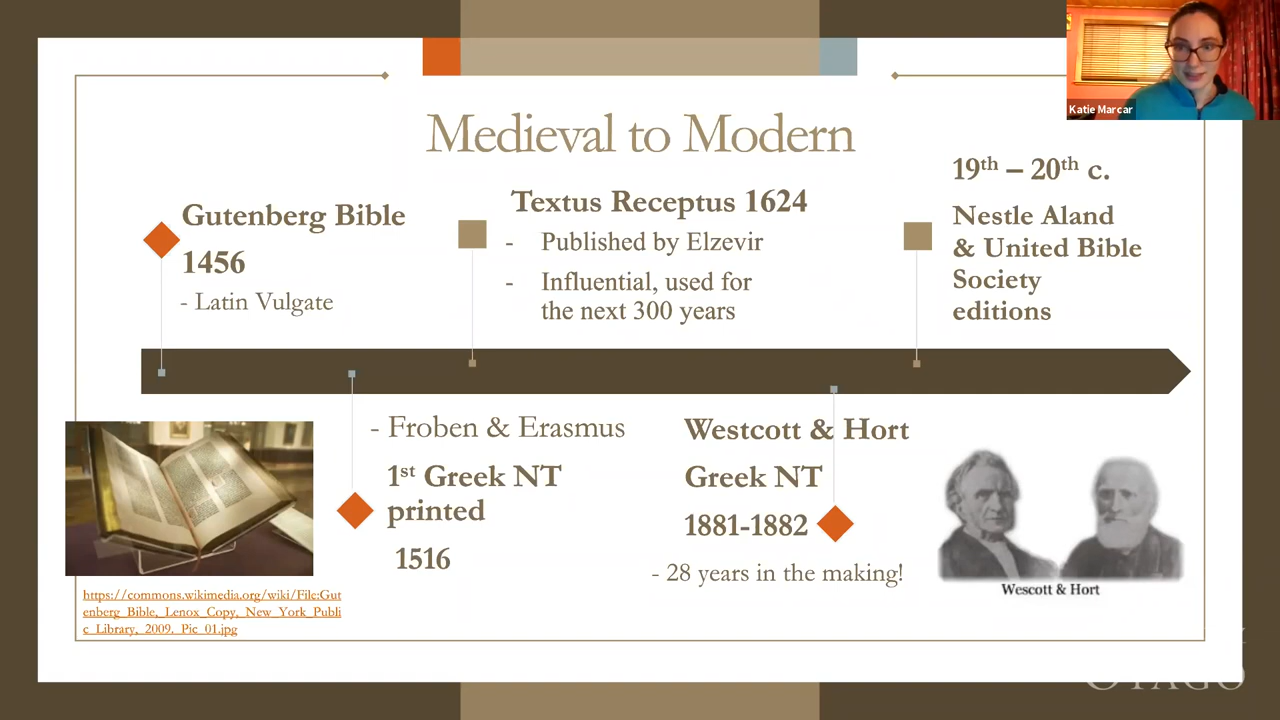 Katie Marcar
Medieval to Modern
Gutenberg Bible
1456
- Latin Vulgate
Textus Receptus 1624
- Published by Elzevir
- Influential, used for
the next 300 years
19th – 20th c.
Nestle Aland
& United Bible
Society
editions
- Froben & Erasmus
1st Greek NT
printed
1516
Westcott & Hort
Greek NT
1881-1882
- 28 years in the making!
Wescott & Hort
https://commons.wikimedia.org/wiki/File:Gut
enberg_Bible,_Lenox_Copy,_New_York_Publi
c_Library,_2009,_Pic_01.jpg